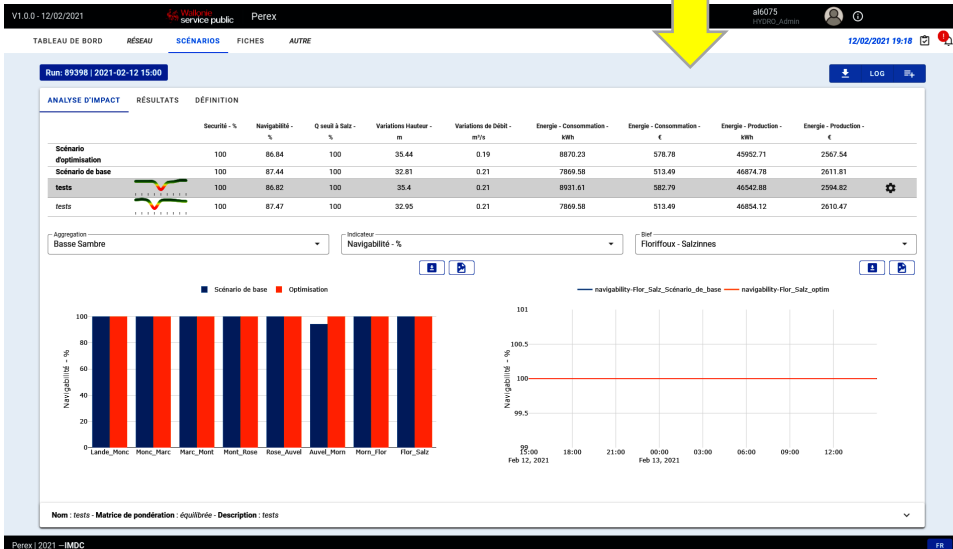 V1.0.0 - 12/02/2021
Wallonie
service public
Perex
al6075
HYDRO_Admin
TABLEAU DE BORD RÉSEAU SCÉNARIOS FICHES AUTRE
12/02/2021 19:18
Run: 89398 | 2021-02-12 15:00
LOG
ANALYSE D'IMPACT RÉSULTATS DÉFINITION
Securité - % Navigabilité - % Q seuil à Salz - % Variations Hauteur - m Variations de Débit - m³/s Energie - Consommation - kWh Energie - Consommation - € Energie - Production - kWh Energie - Production - €
Scénario d'optimisation 100 86.84 100 35.44 0.19 8870.23 578.78 45952.71 2567.54
Scénario de base 100 87.44 100 32.81 0.21 7869.58 513.49 46874.78 2611.81
tests 100 86.82 100 35.4 0.21 8931.61 582.79 46542.88 2594.82
tests 100 87.47 100 32.95 0.21 7869.58 513.49 46854.12 2610.47
Aggregation
Basse Sambre
Indicateur
Navigabilité - %
Bief
Floriffoux - Salzinnes
Scénario de base Optimisation
100
80
60
40
20
0
Navigabilité - %
Lande_Monc Monc_Marc Marc_Mont Mont_Rose Rose_Auvel Auvel_Morn Morn_Flor Flor_Salz
navigability-Flor_Salz_Scénario_de_base navigability-Flor_Salz_optim
101
100.5
100
99.5
99
Navigabilité - %
15:00 18:00 21:00 00:00 03:00 06:00 09:00 12:00
Feb 12, 2021 Feb 13, 2021
Nom : tests - Matrice de pondération : équilibrée - Description : tests
Perex | 2021 —IMDC
FR